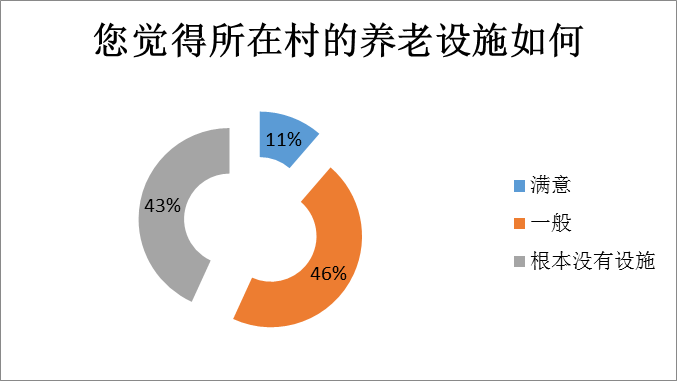 您觉得所在村的养老设施如何
11%
43%
46%
满意
一般
根本没有设施